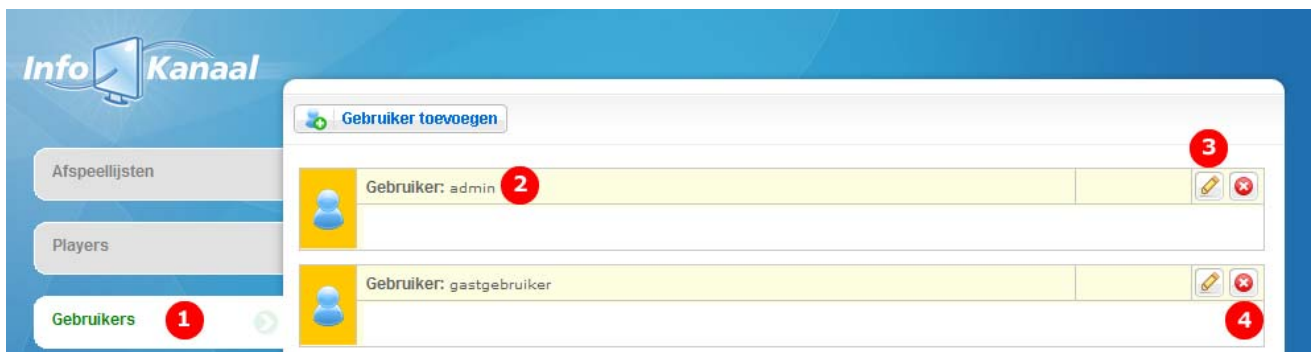 Info Kanaal
Gebruiker toevoegen
3
Afspeellijsten
Gebruiker: admin 2
Players
Gebruiker: gastgebruiker
Gebruikers 1
4